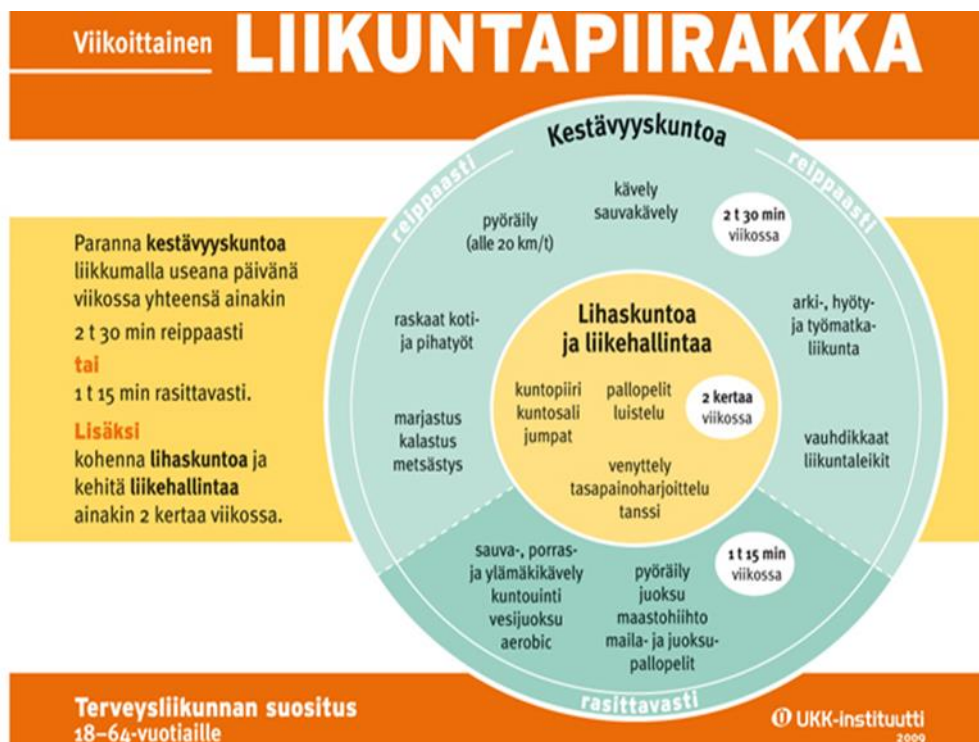 Viikoittainen LIIKUNTAPIIRAKKA
Paranna kestävyyskuntoa
liikkumalla useana päivänä
viikossa yhteensä ainakin
2 t 30 min reippaasti
tai
1 t 15 min rasittavasti.
Lisäksi
kohenna lihaskuntoa ja
kehitä liikehallintaa
ainakin 2 kertaa viikossa.
Kestävyyskuntoa
reippaasti
reippaasti
kävely
sauvakävely
2 t 30 min
viikossa
pyöräily
(alle 20 km/t)
raskaat koti-
ja pihatyöt
arki-, hyöty-
ja työmatka-
liikunta
marjastus
kalastus
metsästys
vauhdikkaat
liikuntaleikit
Lihaskuntoa
ja liikehallintaa
kuntopiiri
kuntosali
jumpat
pallopelit
luistelu
2 kertaa
viikossa
venyttely
tasapainoharjoittelu
tanssi
sauva-, porras-
ja ylämäkikävely
kuntouinti
vesijuoksu
aerobic
pyöräily
juoksu
maastohiihto
maila- ja juoksu-
pallopelit
1 t 15 min
viikossa
rasittavasti
Terveysliikunnan suositus
18–64-vuotiaille
UKK-instituutti
2009